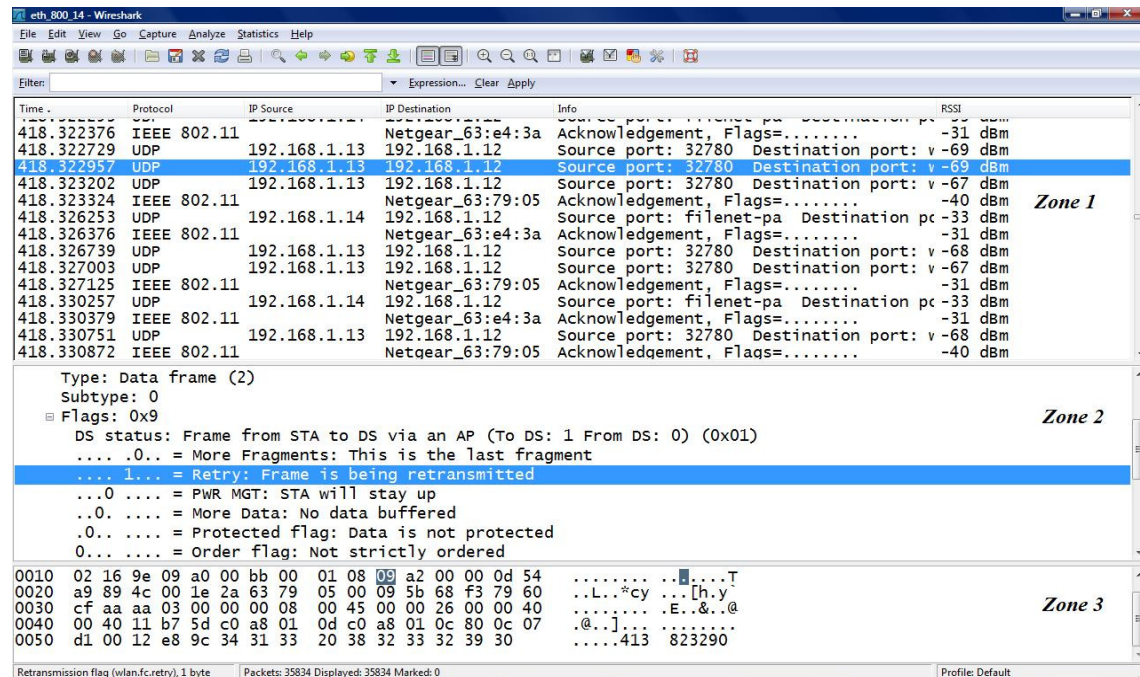 eth_800_14 - Wireshark
File Edit View Go Capture Analyze Statistics Help
Filter: Expression... Clear Apply
Time . Protocol IP Source IP Destination Info RSSI
418.322376 IEEE 802.11 Netgear_63:e4:3a Acknowledgement, Flags=........ -31 dBm
418.322729 UDP 192.168.1.13 192.168.1.12 Source port: 32780 Destination port: v -69 dBm
418.322957 UDP 192.168.1.13 192.168.1.12 Source port: 32780 Destination port: v -69 dBm
418.323202 UDP 192.168.1.13 192.168.1.12 Source port: 32780 Destination port: v -67 dBm
418.323324 IEEE 802.11 Netgear_63:79:05 Acknowledgement, Flags=........ -40 dBm Zone 1
418.326253 UDP 192.168.1.14 192.168.1.12 Source port: filenet-pa Destination pc -33 dBm
418.326376 IEEE 802.11 Netgear_63:e4:3a Acknowledgement, Flags=........ -31 dBm
418.326739 UDP 192.168.1.13 192.168.1.12 Source port: 32780 Destination port: v -68 dBm
418.327003 UDP 192.168.1.13 192.168.1.12 Source port: 32780 Destination port: v -67 dBm
418.327125 IEEE 802.11 Netgear_63:79:05 Acknowledgement, Flags=........ -31 dBm
418.330257 UDP 192.168.1.14 192.168.1.12 Source port: filenet-pa Destination pc -33 dBm
418.330379 IEEE 802.11 Netgear_63:e4:3a Acknowledgement, Flags=........ -31 dBm
418.330751 UDP 192.168.1.13 192.168.1.12 Source port: 32780 Destination port: v -68 dBm
418.330872 IEEE 802.11 Netgear_63:79:05 Acknowledgement, Flags=........ -40 dBm
Type: Data frame (2)
Subtype: 0
Flags: 0x9 Zone 2
DS status: Frame from STA to DS via an AP (To DS: 1 From DS: 0) (0x01)
.... .0.. = More Fragments: This is the last fragment
.... 1... = Retry: Frame is being retransmitted
...0 .... = PWR MGT: STA will stay up
..0. .... = More Data: No data buffered
.0.. .... = Protected flag: Data is not protected
0... .... = Order flag: Not strictly ordered
0010 02 16 9e 09 a0 00 bb 00 01 08 09 a2 00 00 0d 54 ........ .......T
0020 a9 89 4c 00 1e 2a 63 79 05 00 09 5b 68 f3 79 60 ..L..*cy ...[h.y`
0030 cf aa aa 03 00 00 00 08 00 45 00 00 26 00 00 40 ........ .E..&..@ Zone 3
0040 00 40 11 b7 5d c0 a8 01 0d c0 a8 01 0c 80 0c 07 .@..]... ........
0050 d1 00 12 e8 9c 34 31 33 20 38 32 33 32 39 30 .....413 823290
Retransmission flag (wlan.fc.retry), 1 byte Packets: 35834 Displayed: 35834 Marked: 0 Profile: Default